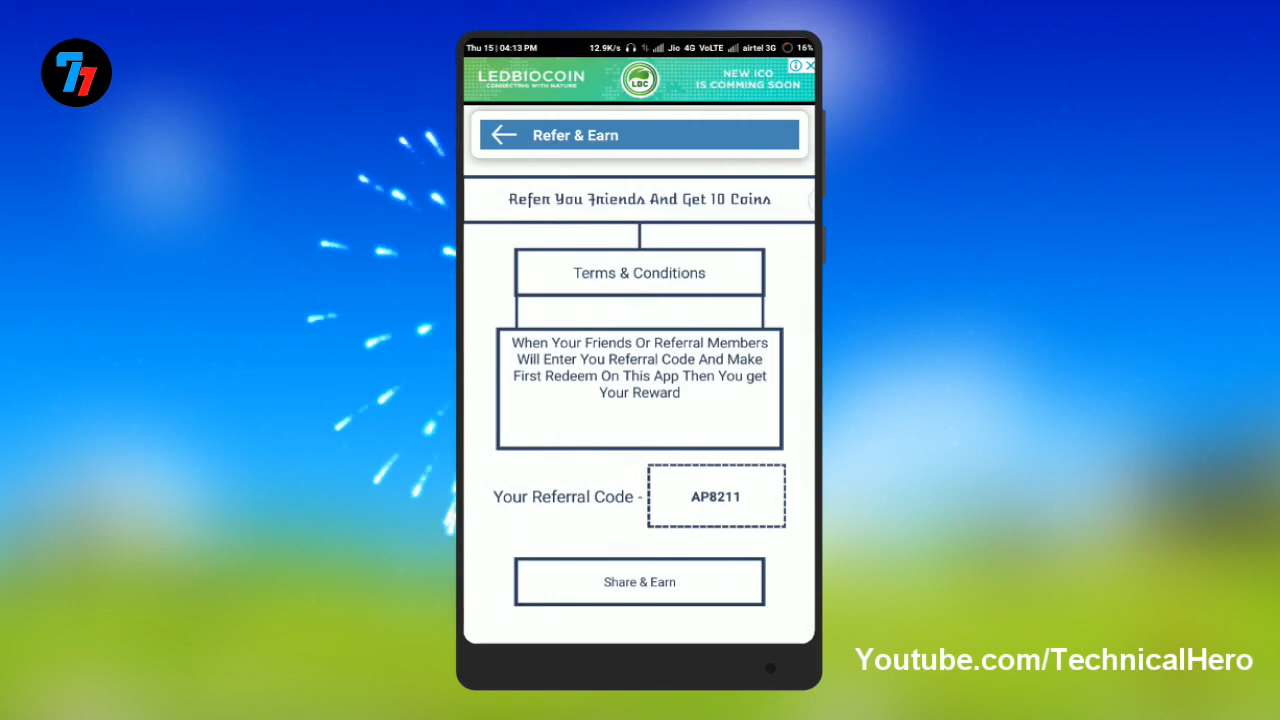 Thu 15 | 04:13 PM 12.9K/s Jio 4G VoLTE airtel 3G 16%
LEDBIOCOIN
CONNECTING WITH NATURE
LBC
NEW ICO
IS COMMING SOON
Refer & Earn
Refer You Friends And Get 10 Coins
Terms & Conditions
When Your Friends Or Referral Members
Will Enter You Referral Code And Make
First Redeem On This App Then You get
Your Reward
Your Referral Code - AP8211
Share & Earn
Youtube.com/TechnicalHero